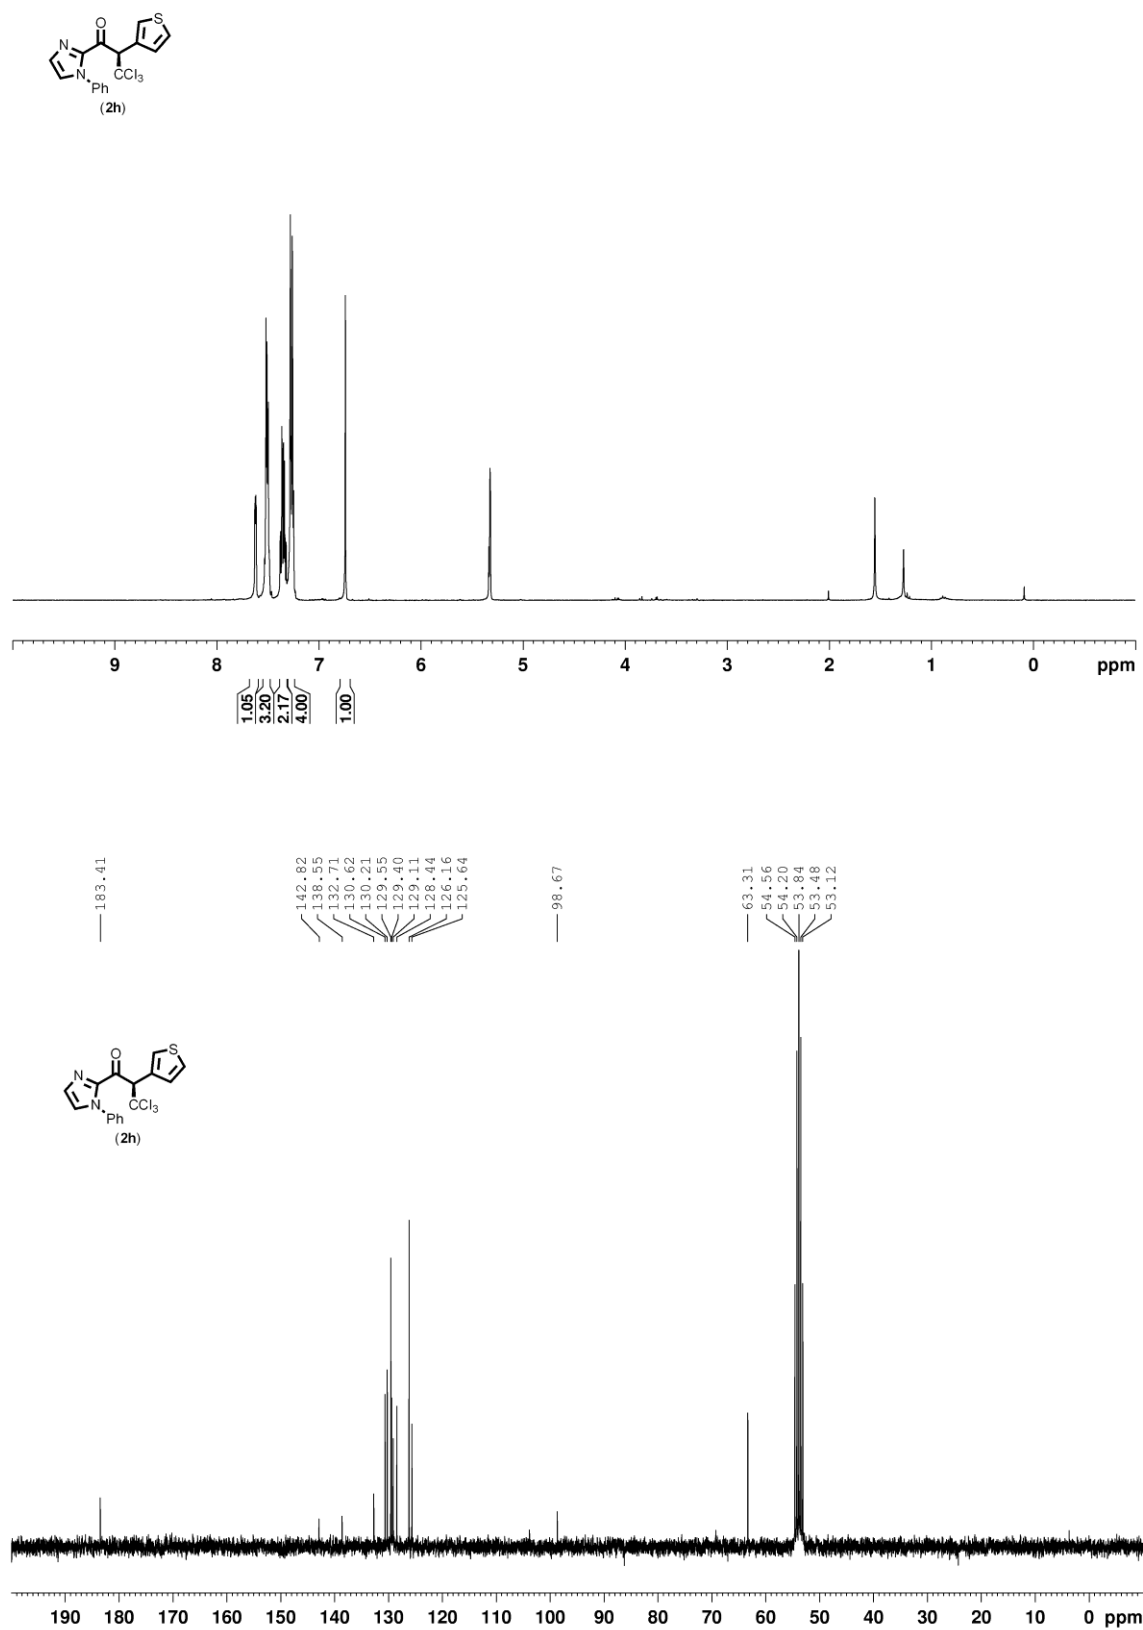 O
S
N
N
CCl3
Ph
(2h)
9 8 7 6 5 4 3 2 1 0 ppm
1.05
3.20
2.17
4.00
1.00
183.41
142.82
138.55
132.71
130.62
130.21
129.55
129.40
129.11
128.44
126.16
125.64
98.67
63.31
54.56
54.20
53.84
53.48
53.12
O
S
N
N
CCl3
Ph
(2h)
190 180 170 160 150 140 130 120 110 100 90 80 70 60 50 40 30 20 10 0 ppm